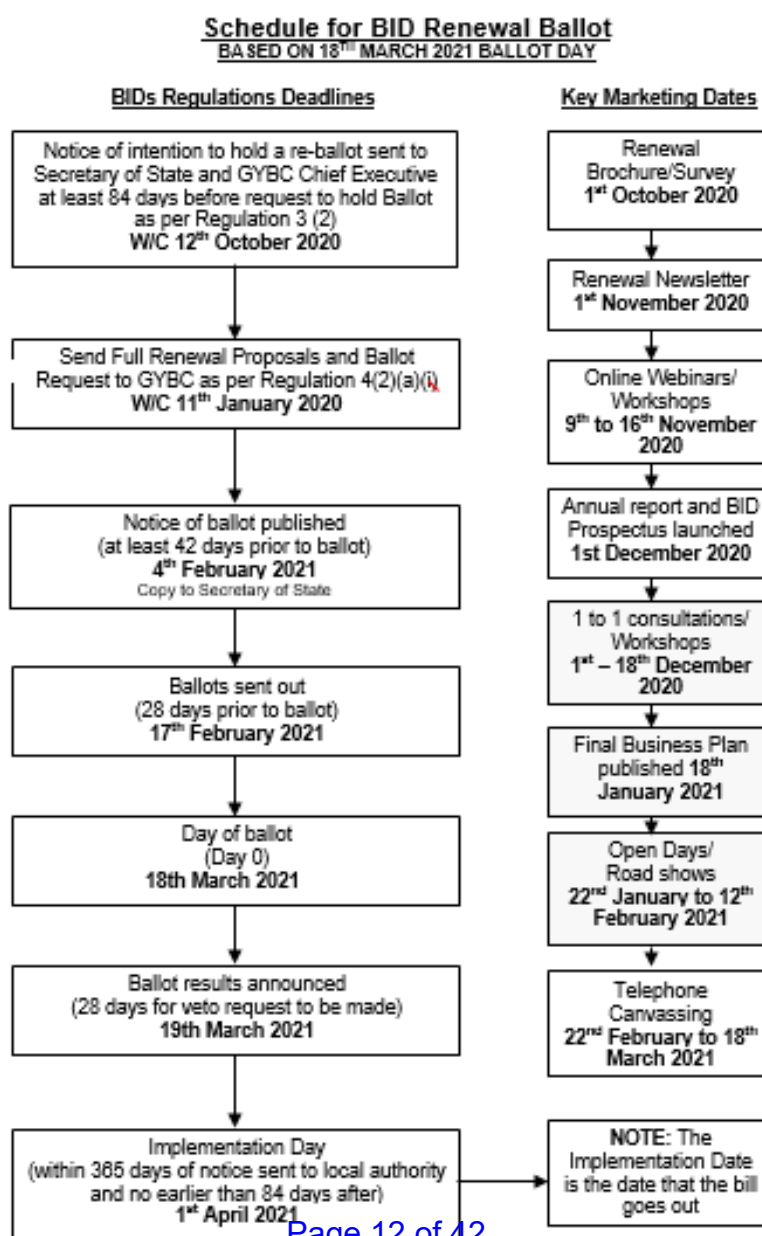 Schedule for BID Renewal Ballot
BASED ON 18TH MARCH 2021 BALLOT DAY
BIDs Regulations Deadlines
Notice of intention to hold a re-ballot sent to
Secretary of State and GYBC Chief Executive
at least 84 days before request to hold Ballot
as per Regulation 3 (2)
W/C 12th October 2020
Send Full Renewal Proposals and Ballot
Request to GYBC as per Regulation 4(2)(a)(i)
W/C 11th January 2020
Notice of ballot published
(at least 42 days prior to ballot)
4th February 2021
Copy to Secretary of State
Ballots sent out
(28 days prior to ballot)
17th February 2021
Day of ballot
(Day 0)
18th March 2021
Ballot results announced
(28 days for veto request to be made)
19th March 2021
Implementation Day
(within 365 days of notice sent to local authority
and no earlier than 84 days after)
1st April 2021
Key Marketing Dates
Renewal
Brochure/Survey
1st October 2020
Renewal Newsletter
1st November 2020
Online Webinars/
Workshops
9th to 16th November
2020
Annual report and BID
Prospectus launched
1st December 2020
1 to 1 consultations/
Workshops
1st – 18th December
2020
Final Business Plan
published 18th
January 2021
Open Days/
Road shows
22nd January to 12th
February 2021
Telephone
Canvassing
22nd February to 18th
March 2021
NOTE: The
Implementation Date
is the date that the bill
goes out
Page 12 of 42